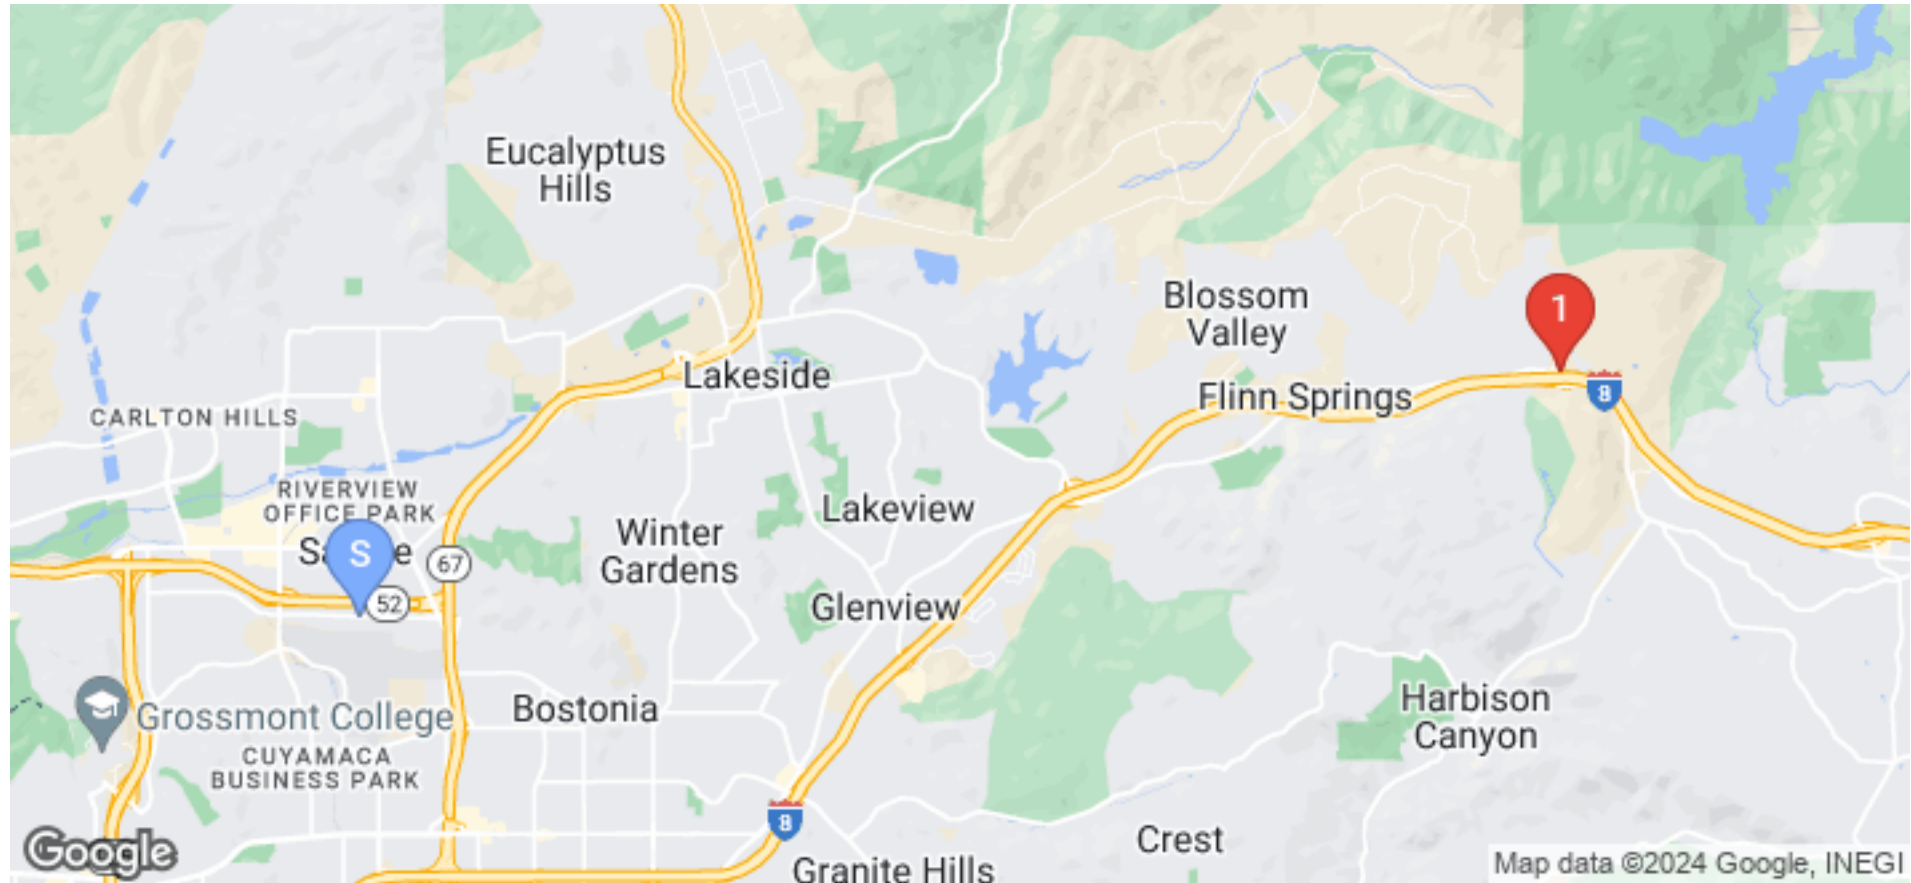 Eucalyptus
Hills
Blossom
Valley
1
Lakeside
Flinn Springs
8
CARLTON HILLS
RIVERVIEW
OFFICE PARK
Lakeview
Winter
Gardens
S
67
52
Glenview
Harbison
Canyon
Bostonia
Grossmont College
CUYAMACA
BUSINESS PARK
8
Crest
Granite Hills
Google
Map data ©2024 Google, INEGI